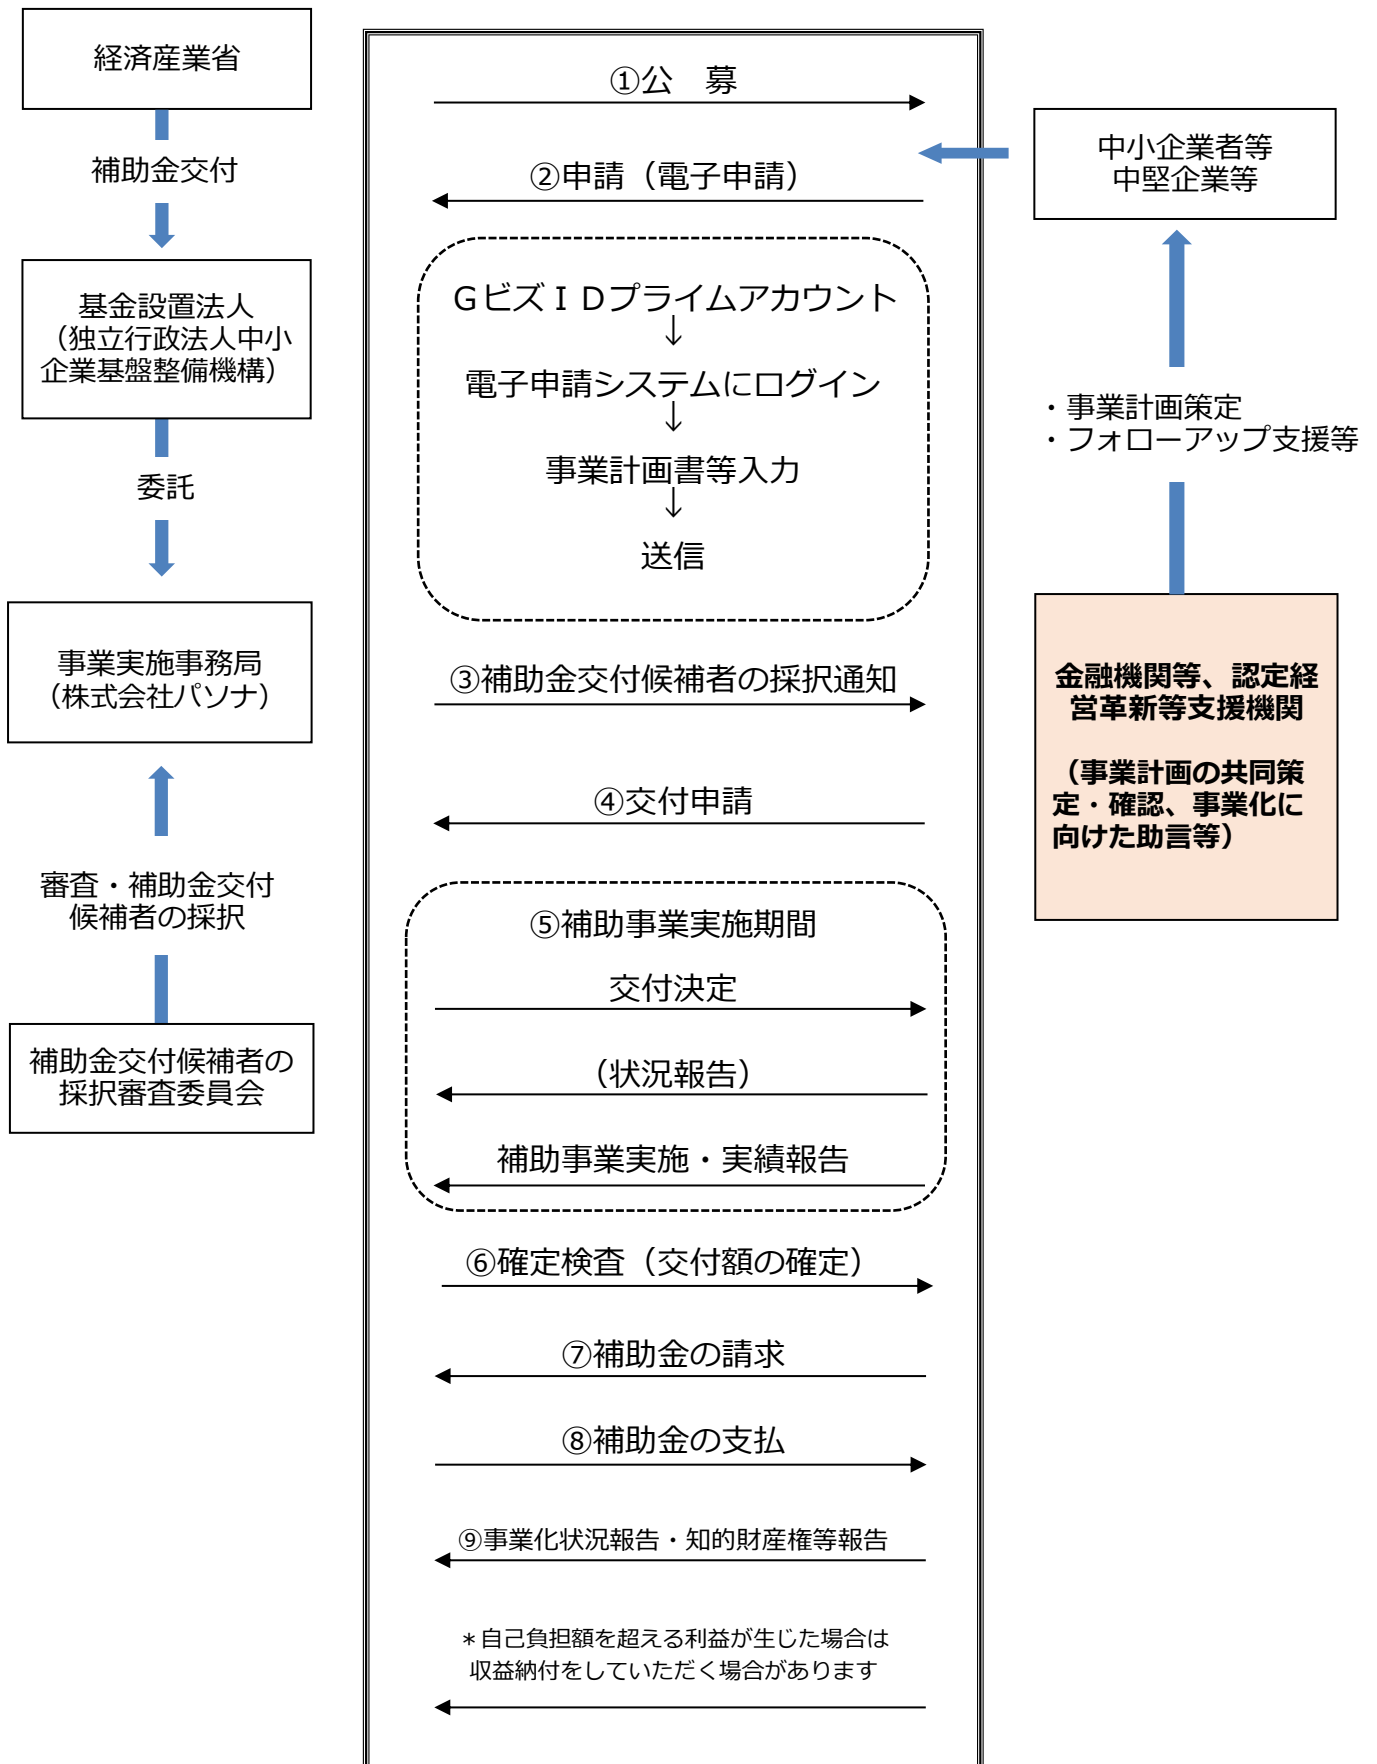 経済産業省
補助金交付
基金設置法人
（独立行政法人中小
企業基盤整備機構）
委託
事業実施事務局
（株式会社パソナ）
審査・補助金交付
候補者の採択
補助金交付候補者の
採択審査委員会
①公　募
②申請（電子申請）
ＧビズＩＤプライムアカウント
↓
電子申請システムにログイン
↓
事業計画書等入力
↓
送信
③補助金交付候補者の採択通知
④交付申請
⑤補助事業実施期間
交付決定
（状況報告）
補助事業実施・実績報告
⑥確定検査（交付額の確定）
⑦補助金の請求
⑧補助金の支払
⑨事業化状況報告・知的財産権等報告
＊自己負担額を超える利益が生じた場合は
収益納付をしていただく場合があります
中小企業者等
中堅企業等
・事業計画策定
・フォローアップ支援等
金融機関等、認定経
営革新等支援機関
（事業計画の共同策
定・確認、事業化に
向けた助言等）